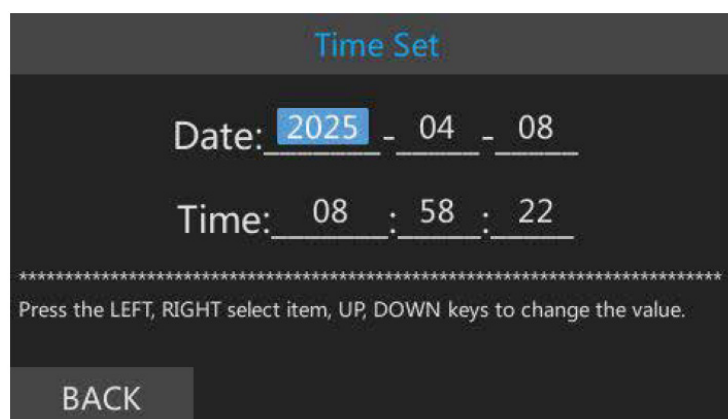 Time Set
Date: 2025 - 04 - 08
Time: 08 : 58 : 22
******************************************************************************
Press the LEFT, RIGHT select item, UP, DOWN keys to change the value.
BACK